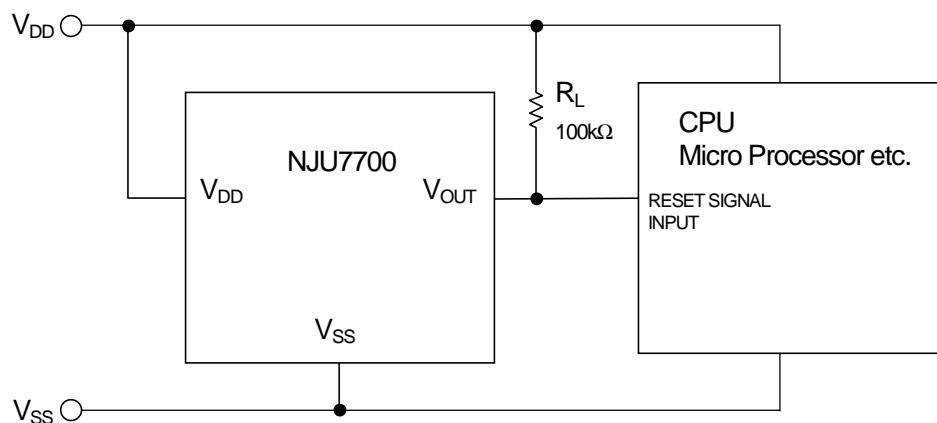 VDD
RL
100kΩ
NJU7700
VDD
VOUT
VSS
CPU
Micro Processor etc.
RESET SIGNAL
INPUT
VSS